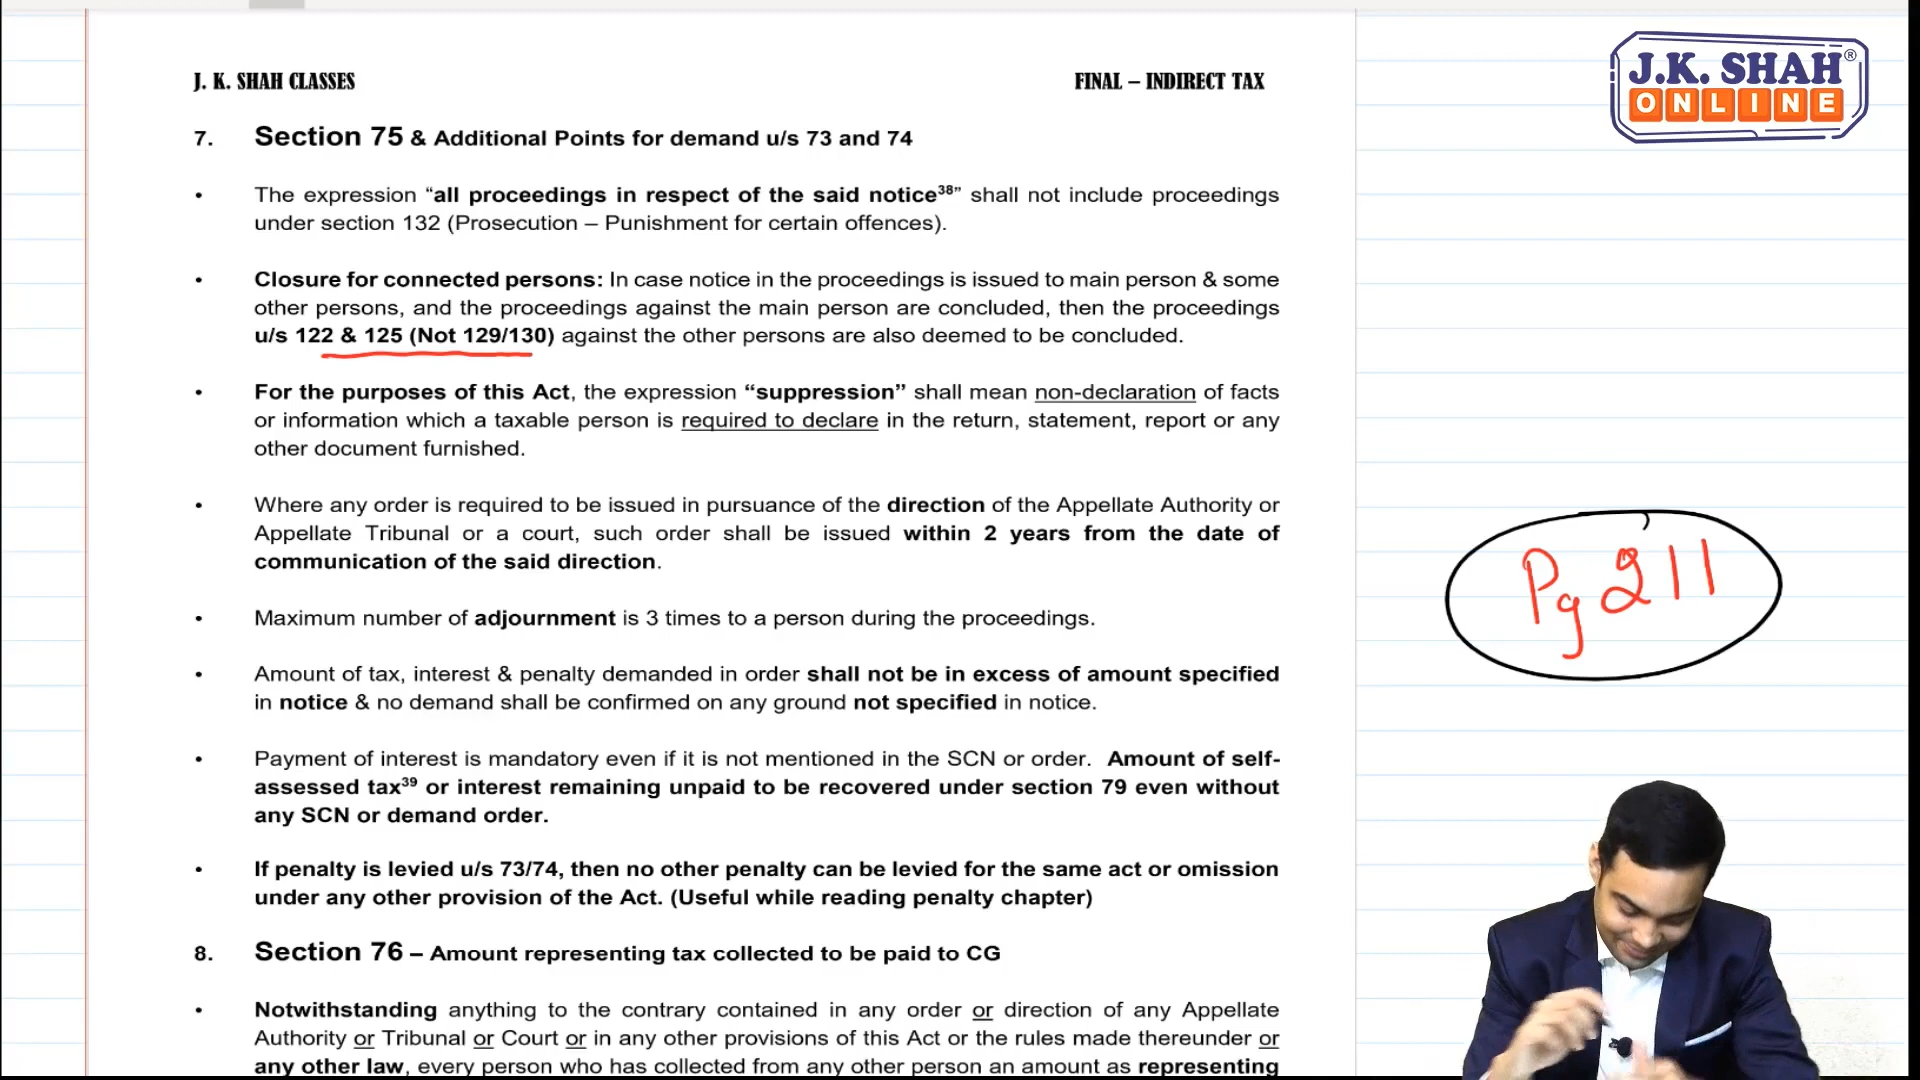 J. K. SHAH CLASSES
FINAL – INDIRECT TAX
J.K. SHAH®
ONLINE
7. Section 75 & Additional Points for demand u/s 73 and 74
• The expression “all proceedings in respect of the said notice³⁸” shall not include proceedings
under section 132 (Prosecution – Punishment for certain offences).
• Closure for connected persons: In case notice in the proceedings is issued to main person & some
other persons, and the proceedings against the main person are concluded, then the proceedings
u/s 122 & 125 (Not 129/130) against the other persons are also deemed to be concluded.
• For the purposes of this Act, the expression “suppression” shall mean non-declaration of facts
or information which a taxable person is required to declare in the return, statement, report or any
other document furnished.
• Where any order is required to be issued in pursuance of the direction of the Appellate Authority or
Appellate Tribunal or a court, such order shall be issued within 2 years from the date of
communication of the said direction.
Pg 211
• Maximum number of adjournment is 3 times to a person during the proceedings.
• Amount of tax, interest & penalty demanded in order shall not be in excess of amount specified
in notice & no demand shall be confirmed on any ground not specified in notice.
• Payment of interest is mandatory even if it is not mentioned in the SCN or order. Amount of self-
assessed tax³⁹ or interest remaining unpaid to be recovered under section 79 even without
any SCN or demand order.
• If penalty is levied u/s 73/74, then no other penalty can be levied for the same act or omission
under any other provision of the Act. (Useful while reading penalty chapter)
8. Section 76 – Amount representing tax collected to be paid to CG
• Notwithstanding anything to the contrary contained in any order or direction of any Appellate
Authority or Tribunal or Court or in any other provisions of this Act or the rules made thereunder or
any other law, every person who has collected from any other person an amount as representing